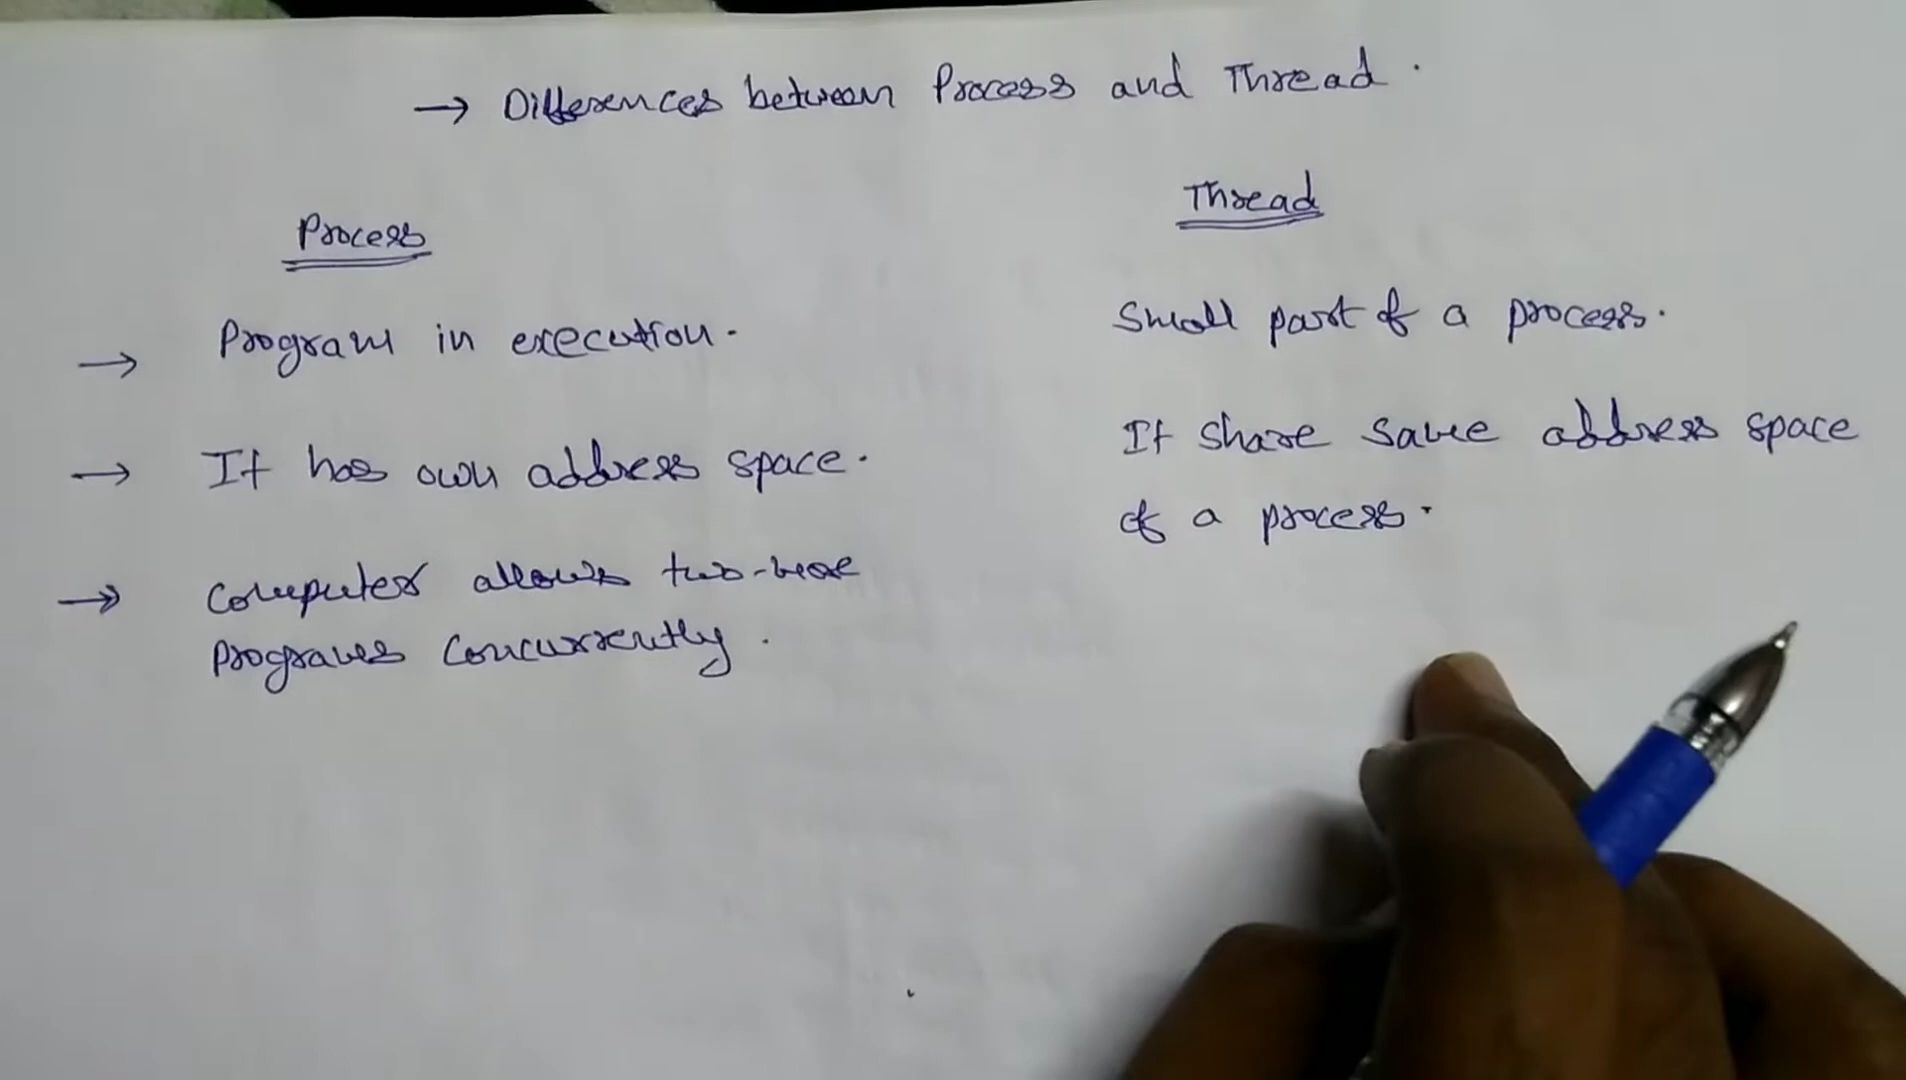 → Differences between Process and Thread.
Process
Thread
→ Program in execution.
Small part of a process.
→ It has own address space.
It share same address space
of a process.
→ Computer allows two-more
programs concurrently.